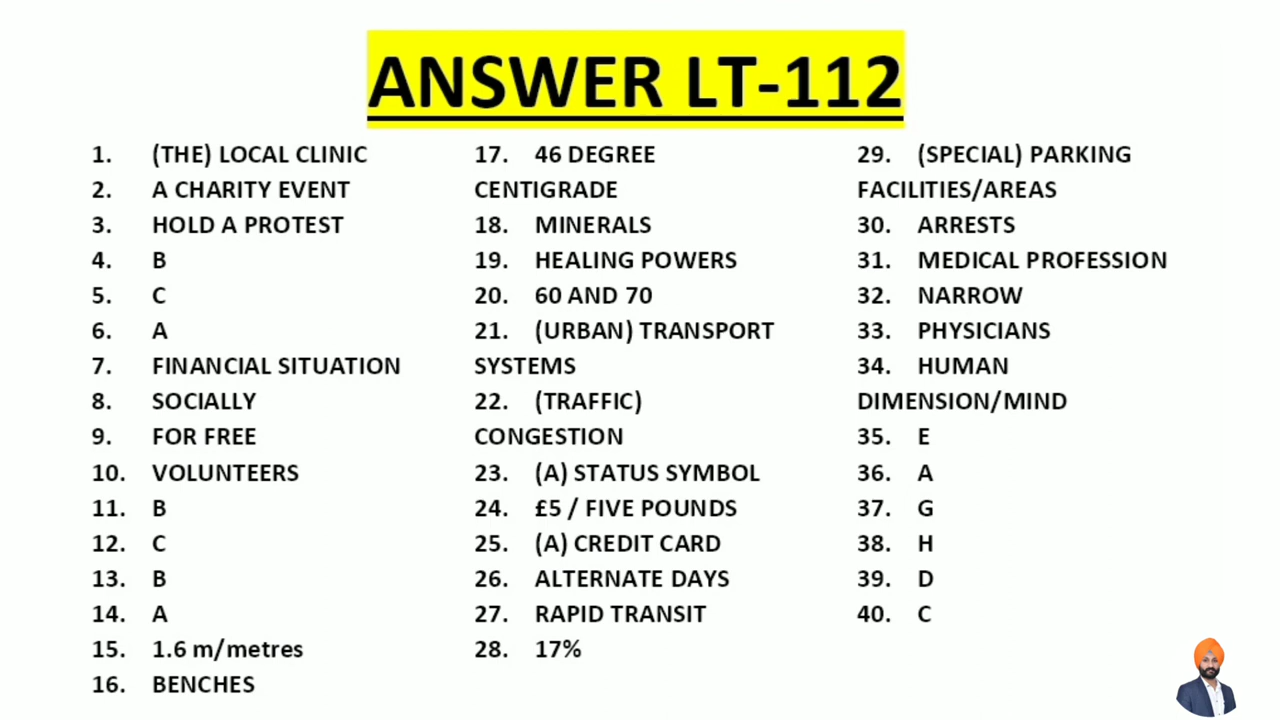 ANSWER LT-112
1. (THE) LOCAL CLINIC
2. A CHARITY EVENT
3. HOLD A PROTEST
4. B
5. C
6. A
7. FINANCIAL SITUATION
8. SOCIALLY
9. FOR FREE
10. VOLUNTEERS
11. B
12. C
13. B
14. A
15. 1.6 m/metres
16. BENCHES
17. 46 DEGREE
CENTIGRADE
18. MINERALS
19. HEALING POWERS
20. 60 AND 70
21. (URBAN) TRANSPORT
SYSTEMS
22. (TRAFFIC)
CONGESTION
23. (A) STATUS SYMBOL
24. £5 / FIVE POUNDS
25. (A) CREDIT CARD
26. ALTERNATE DAYS
27. RAPID TRANSIT
28. 17%
29. (SPECIAL) PARKING
FACILITIES/AREAS
30. ARRESTS
31. MEDICAL PROFESSION
32. NARROW
33. PHYSICIANS
34. HUMAN
DIMENSION/MIND
35. E
36. A
37. G
38. H
39. D
40. C